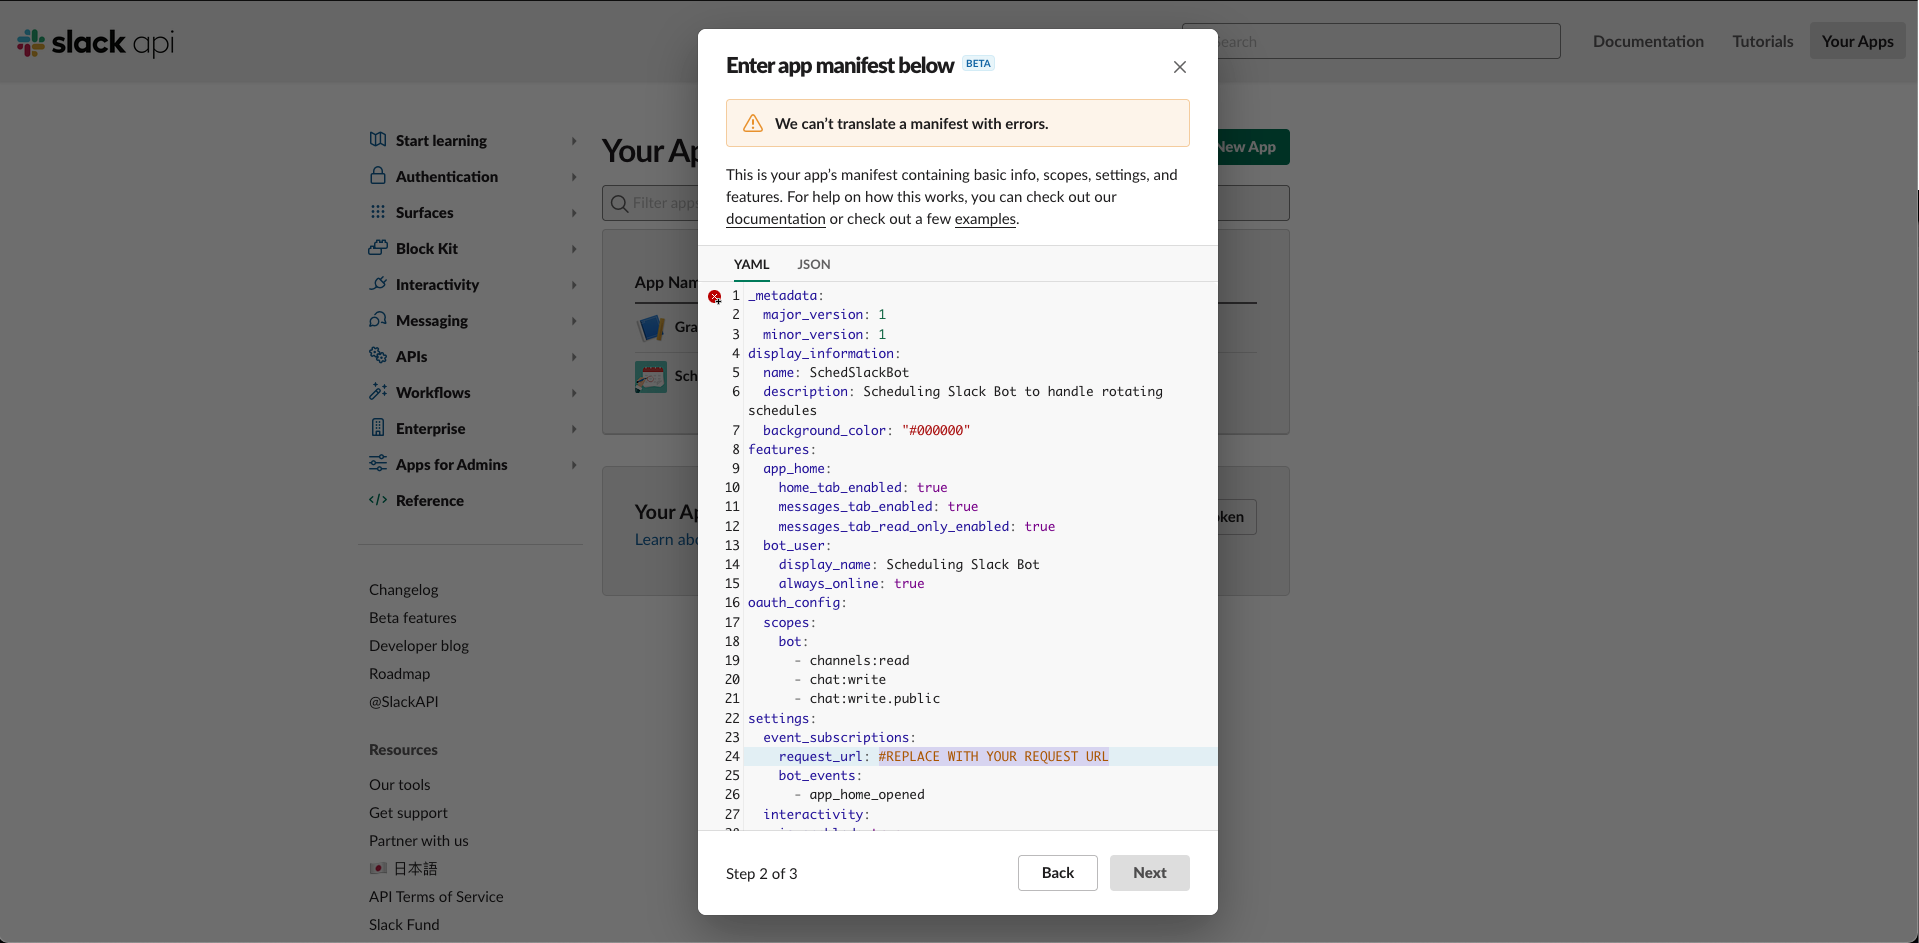 slack api
Search
Documentation
Tutorials
Your Apps
Start learning
Authentication
Surfaces
Block Kit
Interactivity
Messaging
APIs
Workflows
Enterprise
Apps for Admins
Reference
Changelog
Beta features
Developer blog
Roadmap
@SlackAPI
Resources
Our tools
Get support
Partner with us
日本語
API Terms of Service
Slack Fund
Your Ap
New App
Filter apps
App Nam
Gra
Sch
Your Ap
Learn abo
ken
Enter app manifest below BETA
We can't translate a manifest with errors.
This is your app's manifest containing basic info, scopes, settings, and
features. For help on how this works, you can check out our
documentation or check out a few examples.
YAML JSON
1 _metadata:
2 major_version: 1
3 minor_version: 1
4 display_information:
5 name: SchedSlackBot
6 description: Scheduling Slack Bot to handle rotating
schedules
7 background_color: "#000000"
8 features:
9 app_home:
10 home_tab_enabled: true
11 messages_tab_enabled: true
12 messages_tab_read_only_enabled: true
13 bot_user:
14 display_name: Scheduling Slack Bot
15 always_online: true
16 oauth_config:
17 scopes:
18 bot:
19 - channels:read
20 - chat:write
21 - chat:write.public
22 settings:
23 event_subscriptions:
24 request_url: #REPLACE WITH YOUR REQUEST URL
25 bot_events:
26 - app_home_opened
27 interactivity:
Step 2 of 3
Back
Next